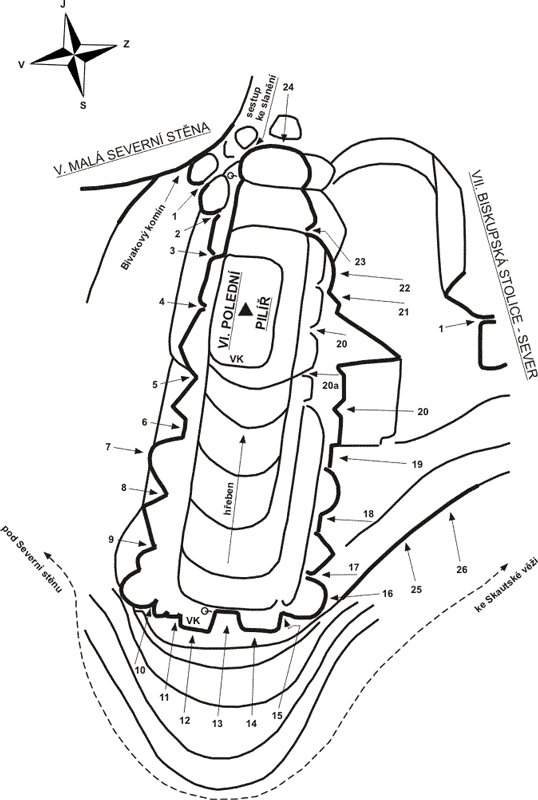 J
Z
V
S
24
sestup
ke slanění
V. MALÁ SEVERNÍ STĚNA
VII. BISKUPSKÁ STOLICE - SEVER
Bivakový komín
1
2
3
23
22
21
VI. POLEDNÍ
PILÍŘ
4
1
20
VK
5
20a
6
20
7
19
8
hřeben
18
9
17
pod Severní stěnu
16
25
26
ke Skautské věži
VK
10
11
12
13
14
15